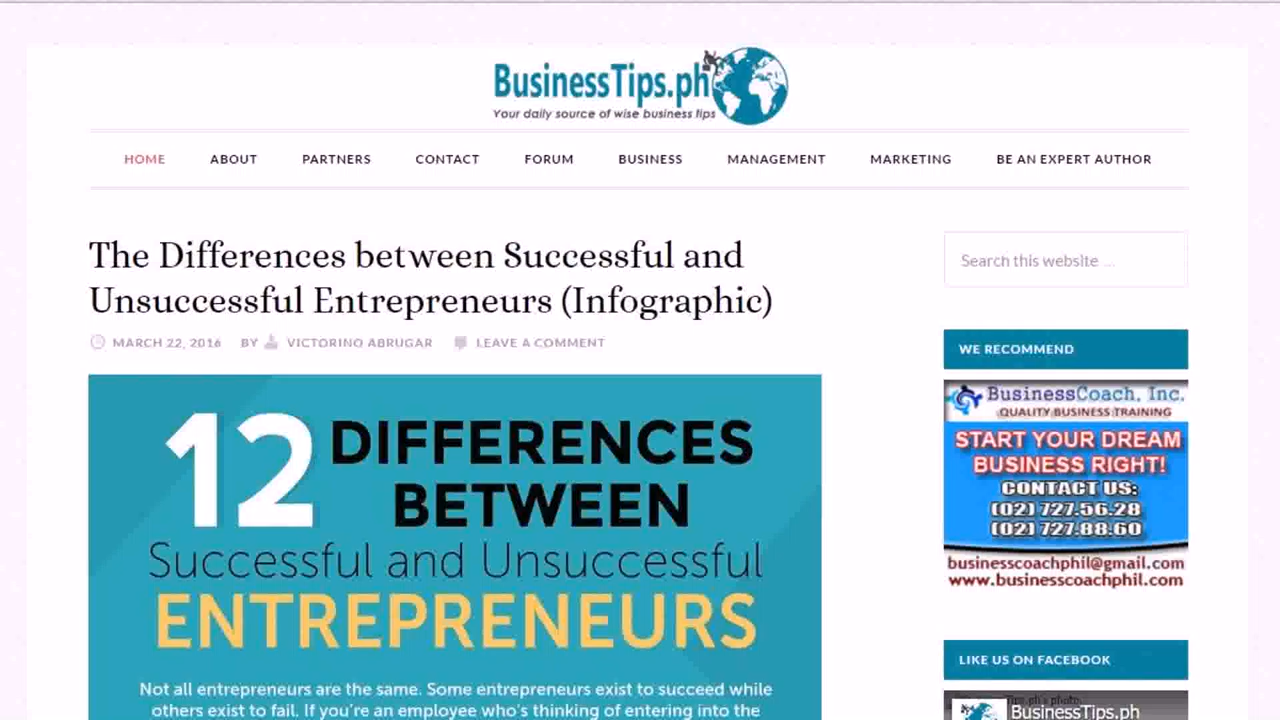 BusinessTips.ph
Your daily source of wise business tips
HOME ABOUT PARTNERS CONTACT FORUM BUSINESS MANAGEMENT MARKETING BE AN EXPERT AUTHOR
The Differences between Successful and
Unsuccessful Entrepreneurs (Infographic)
MARCH 22, 2016 BY VICTORINO ABRUGAR LEAVE A COMMENT
12 DIFFERENCES
BETWEEN
Successful and Unsuccessful
ENTREPRENEURS
Not all entrepreneurs are the same. Some entrepreneurs exist to succeed while
others exist to fail. If you're an employee who's thinking of entering into the
Search this website ...
WE RECOMMEND
BusinessCoach, Inc.
QUALITY BUSINESS TRAINING
START YOUR DREAM
BUSINESS RIGHT!
CONTACT US:
(02) 727.56.28
(02) 727.88.60
businesscoachphil@gmail.com
www.businesscoachphil.com
LIKE US ON FACEBOOK
BusinessTips.ph